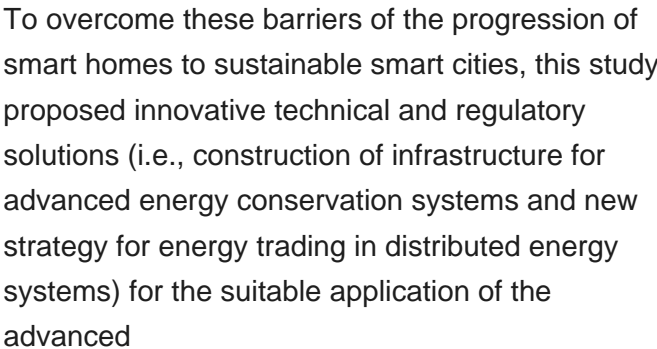 To overcome these barriers of the progression of
smart homes to sustainable smart cities, this study
proposed innovative technical and regulatory
solutions (i.e., construction of infrastructure for
advanced energy conservation systems and new
strategy for energy trading in distributed energy
systems) for the suitable application of the
advanced